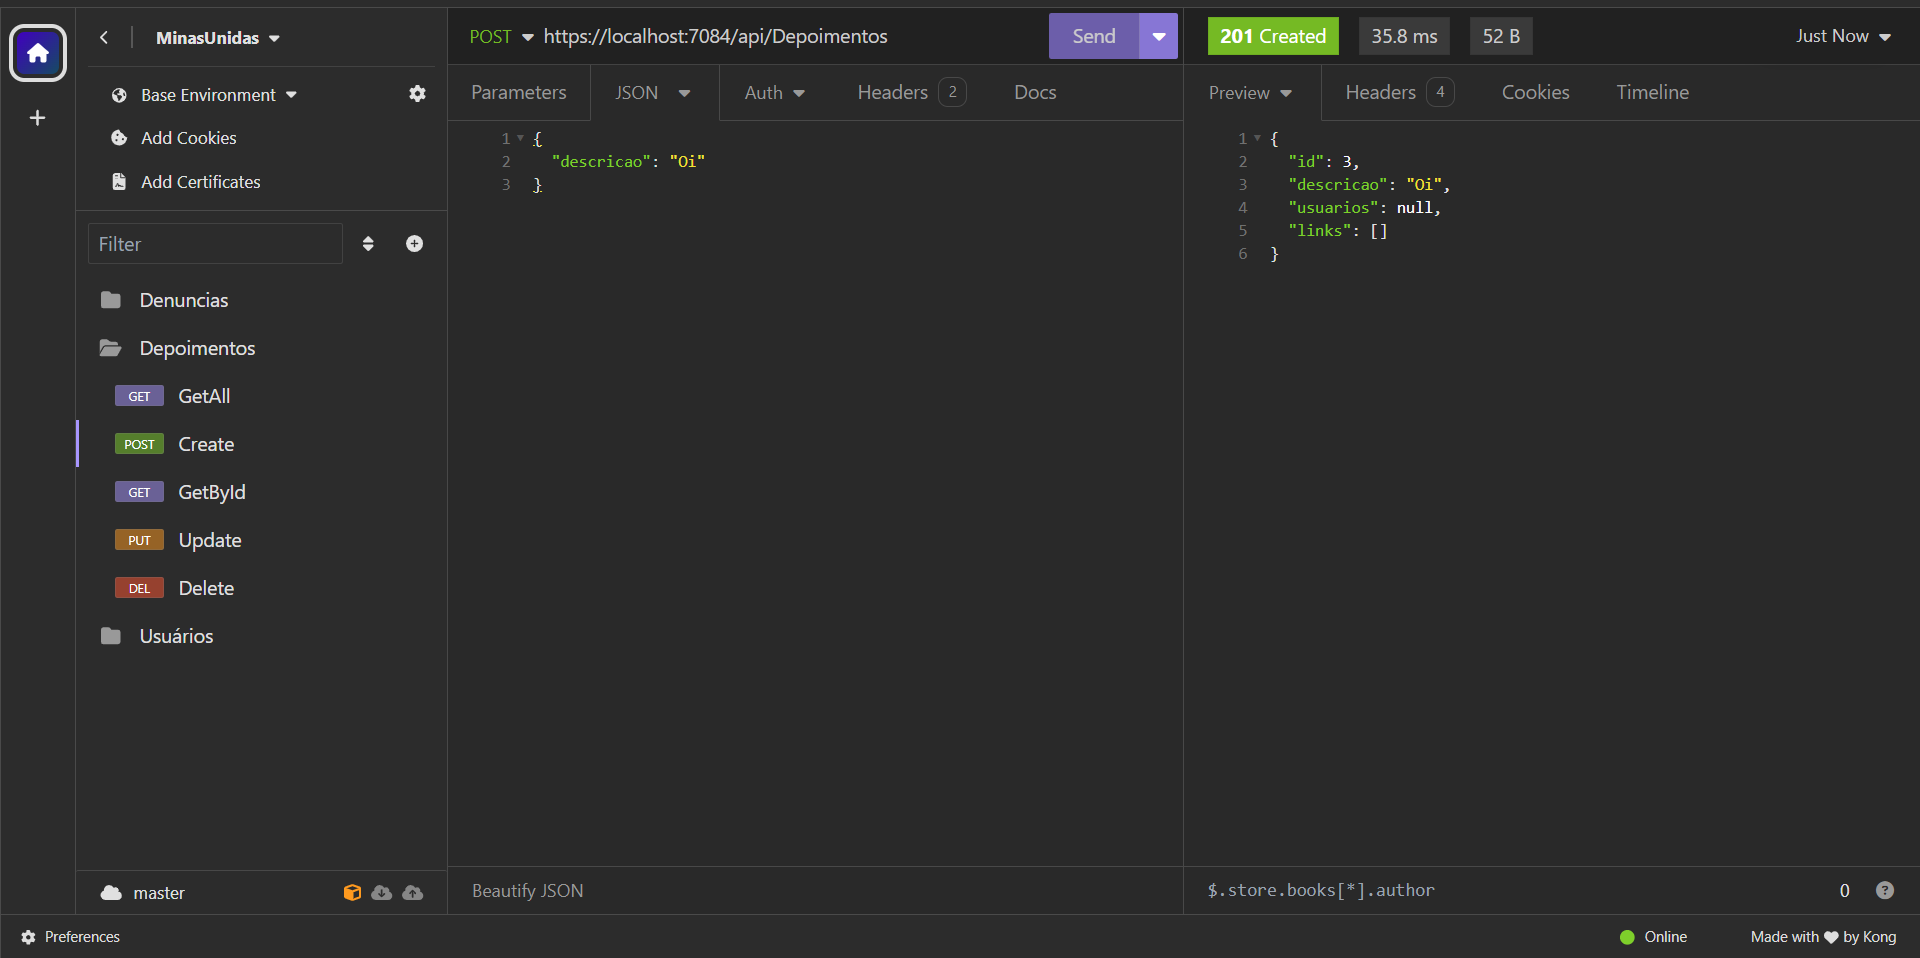 MinasUnidas
Base Environment
Add Cookies
Add Certificates
Filter
Denuncias
Depoimentos
GET GetAll
POST Create
GET GetById
PUT Update
DEL Delete
Usuários
master
POST https://localhost:7084/api/Depoimentos Send
Parameters JSON Auth Headers 2 Docs
1 {
2 "descricao": "Oi"
3 }
Beautify JSON
201 Created 35.8 ms 52 B Just Now
Preview Headers 4 Cookies Timeline
1 {
2 "id": 3,
3 "descricao": "Oi",
4 "usuarios": null,
5 "links": []
6 }
$.store.books[*].author 0 ?
Preferences Online Made with ❤ by Kong